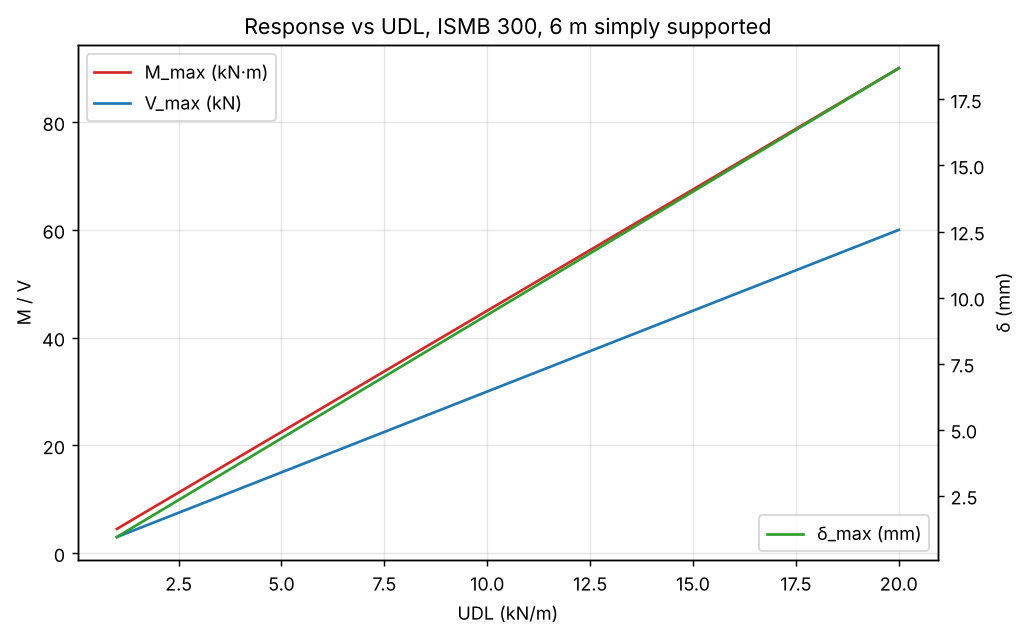 Response vs UDL, ISMB 300, 6 m simply supported
M_max (kN·m)
V_max (kN)
80
60
40
20
0
M / V
17.5
15.0
12.5
10.0
7.5
5.0
2.5
δ (mm)
δ_max (mm)
2.5 5.0 7.5 10.0 12.5 15.0 17.5 20.0
UDL (kN/m)